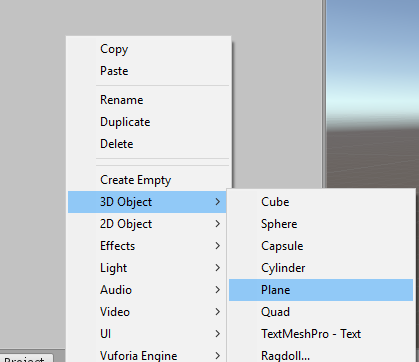 Copy
Paste
Rename
Duplicate
Delete
Create Empty
3D Object
2D Object
Effects
Light
Audio
Video
UI
Vuforia Engine
Cube
Sphere
Capsule
Cylinder
Plane
Quad
TextMeshPro - Text
Ragdoll...
Project